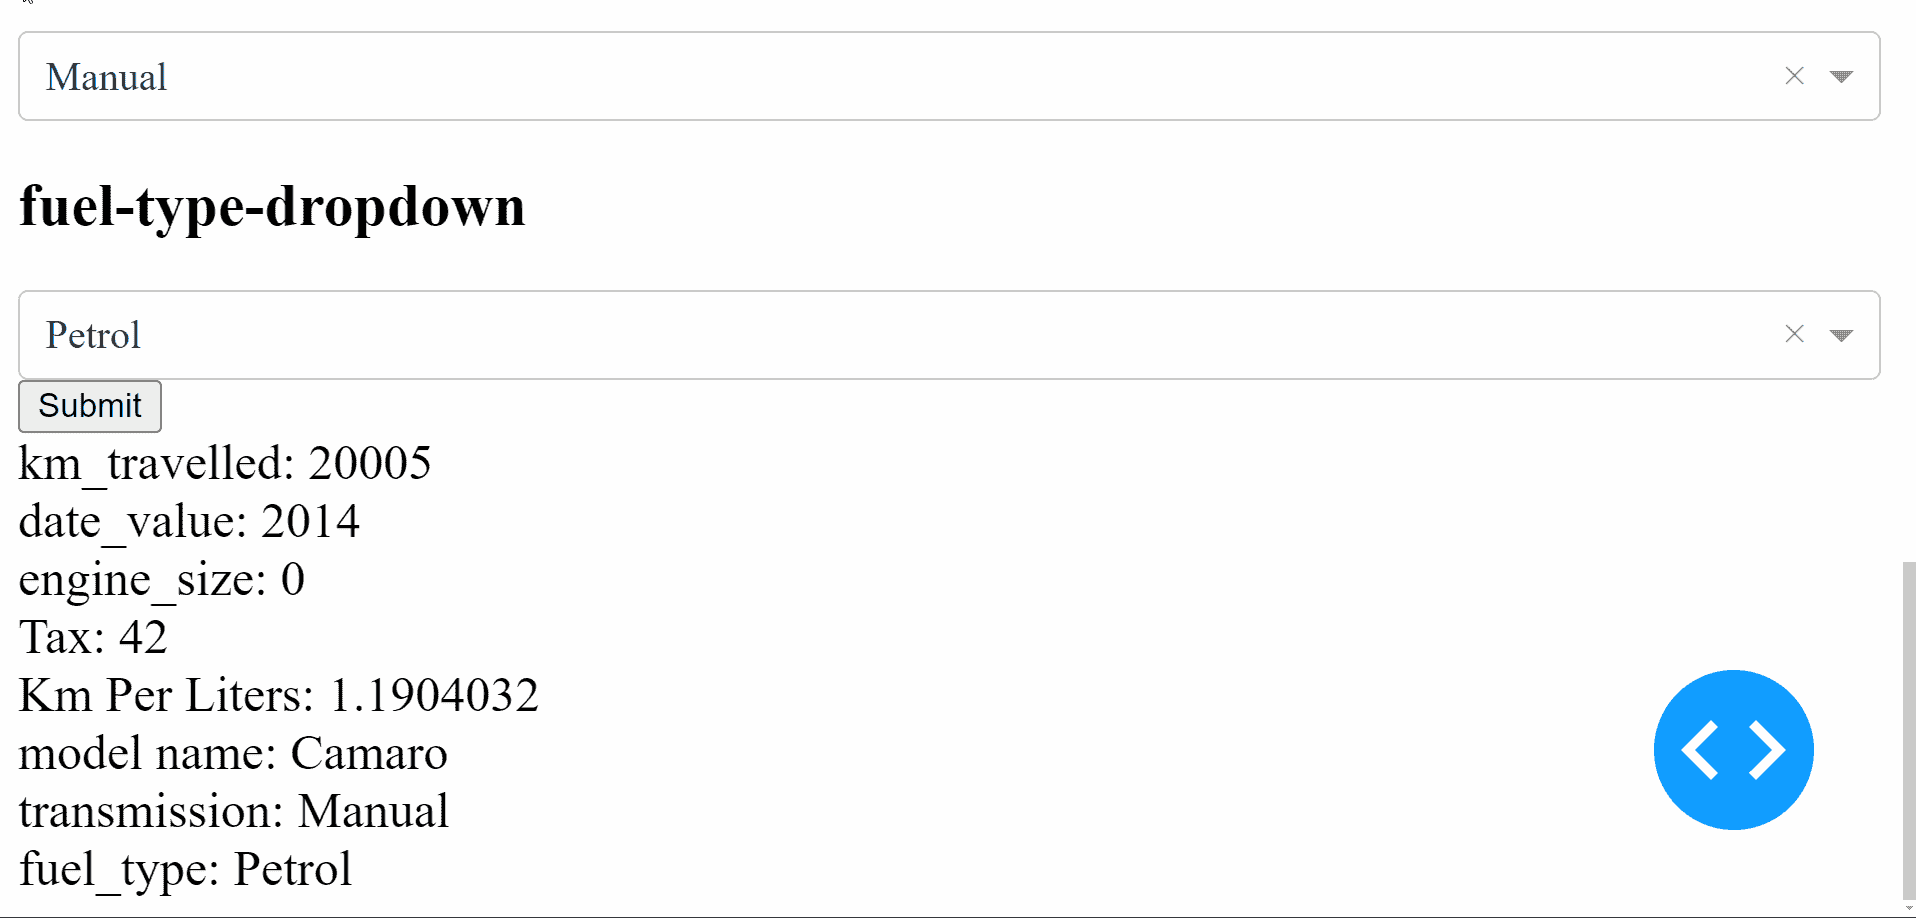 Manual
fuel-type-dropdown
Petrol
Submit
km_travelled: 20005
date_value: 2014
engine_size: 0
Tax: 42
Km Per Liters: 1.1904032
model name: Camaro
transmission: Manual
fuel_type: Petrol